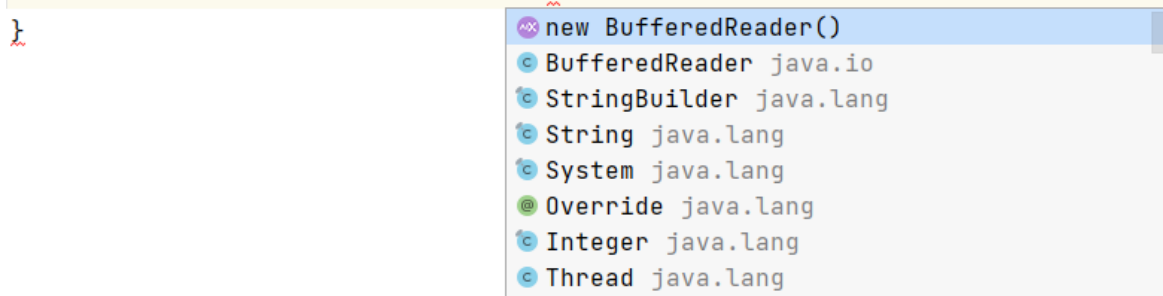 }
new BufferedReader()
BufferedReader java.io
StringBuilder java.lang
String java.lang
System java.lang
@ Override java.lang
Integer java.lang
Thread java.lang